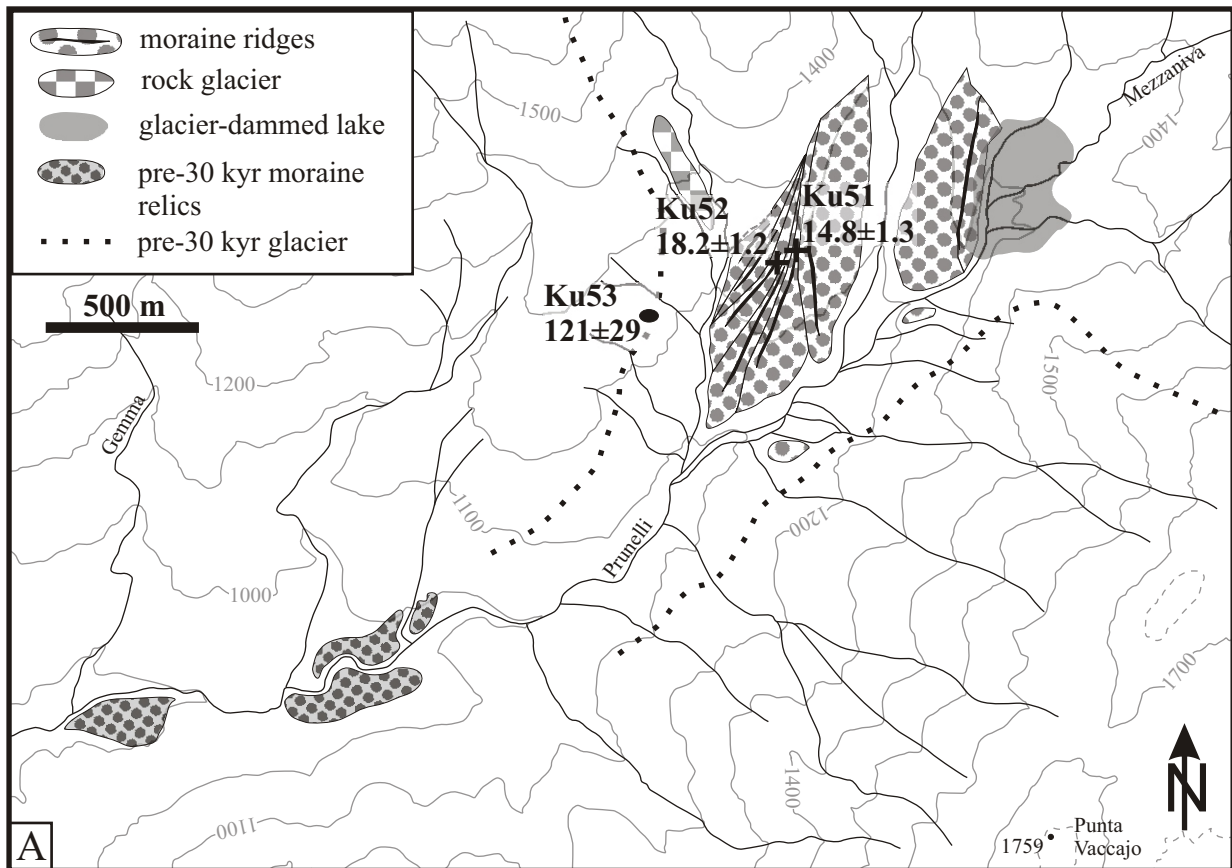 moraine ridges
rock glacier
glacier-dammed lake
pre-30 kyr moraine
relics
pre-30 kyr glacier
500 m
1400
1500
Mezzaniva
1400
Ku52
18.2±1.2
Ku51
14.8±1.3
Ku53
121±29
1200
1500
Gemma
1100
1200
Prunelli
1000
1700
1400
1100
N
A
1759
Punta
Vaccajo